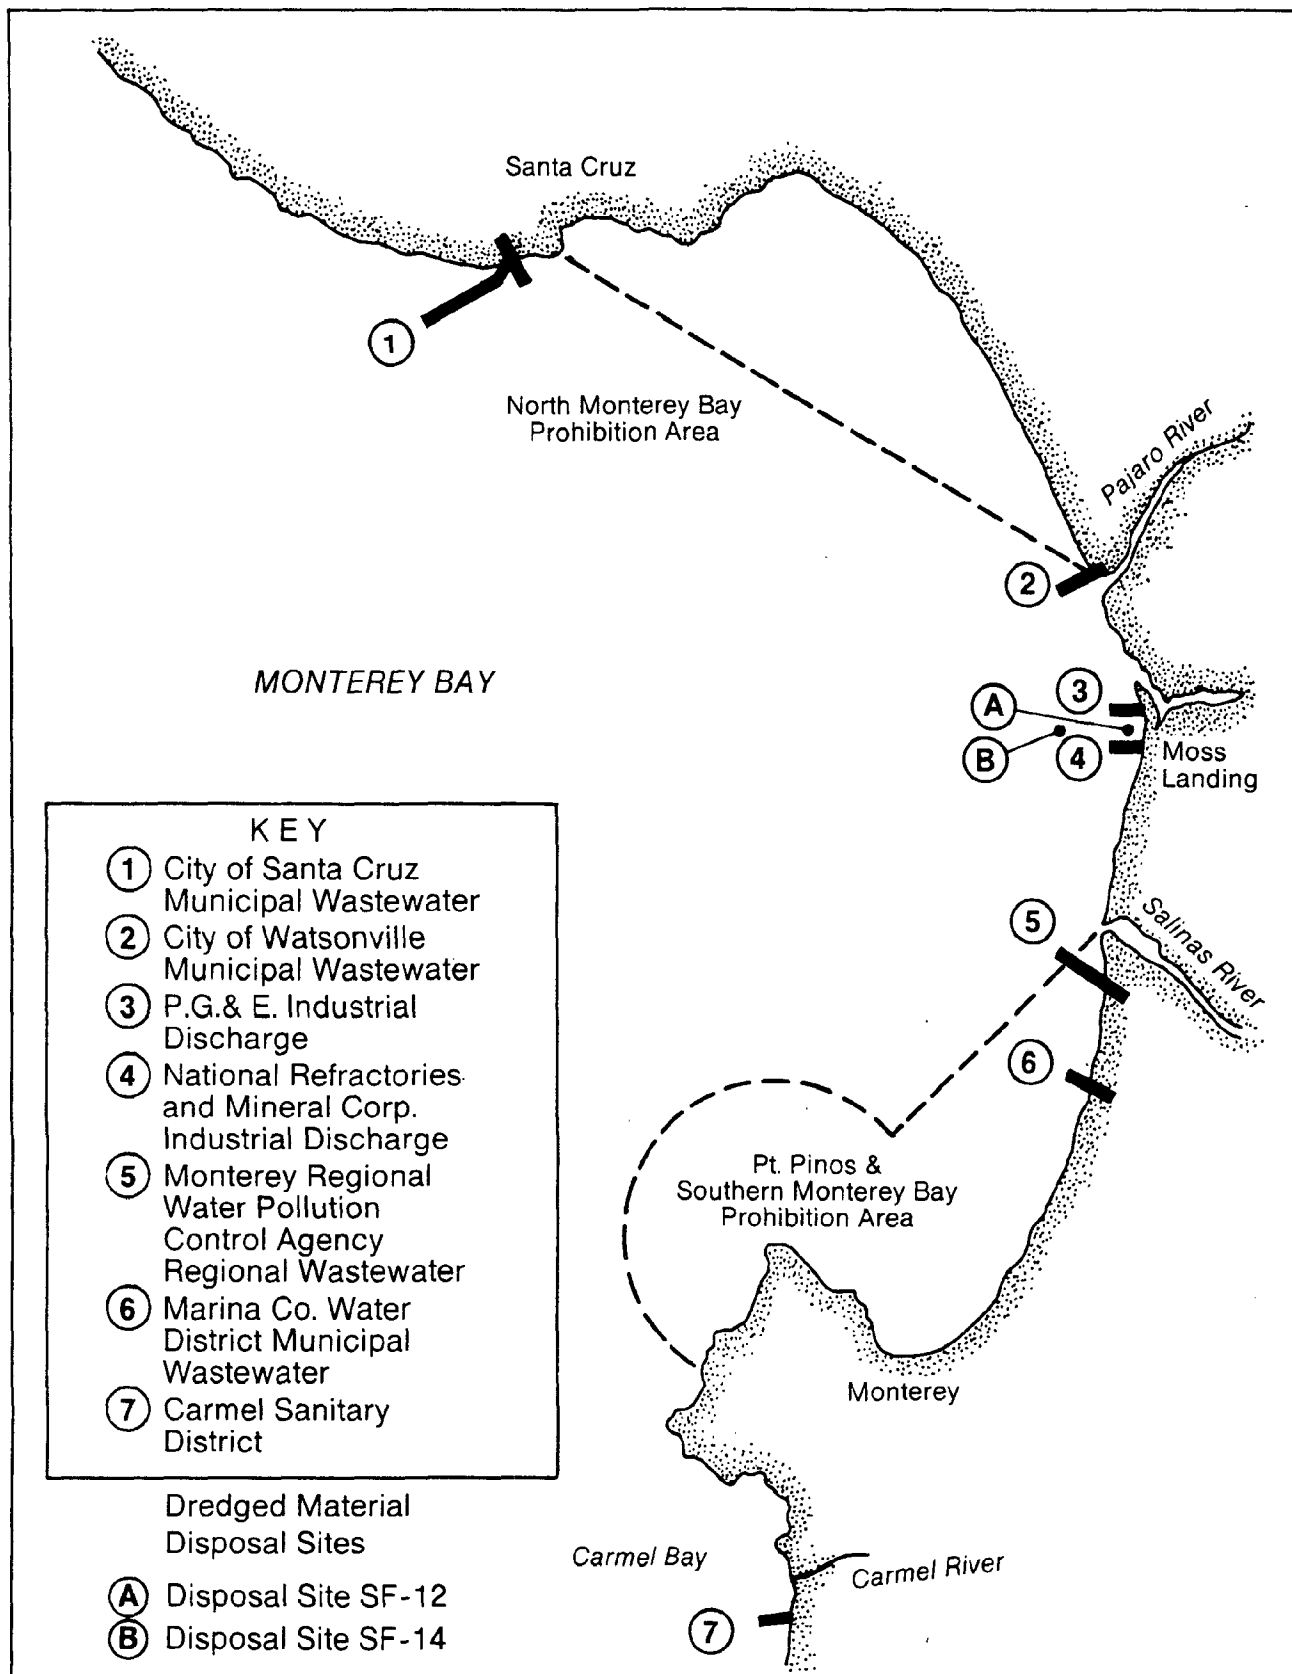 Santa Cruz
1
North Monterey Bay
Prohibition Area
Pajaro River
2
MONTEREY BAY
3
A
B
4
Moss
Landing
5
Salinas River
6
Pt. Pinos &
Southern Monterey Bay
Prohibition Area
Monterey
Carmel Bay
Carmel River
7
KEY
1 City of Santa Cruz
Municipal Wastewater
2 City of Watsonville
Municipal Wastewater
3 P.G.& E. Industrial
Discharge
4 National Refractories
and Mineral Corp.
Industrial Discharge
5 Monterey Regional
Water Pollution
Control Agency
Regional Wastewater
6 Marina Co. Water
District Municipal
Wastewater
7 Carmel Sanitary
District
Dredged Material
Disposal Sites
A Disposal Site SF-12
B Disposal Site SF-14